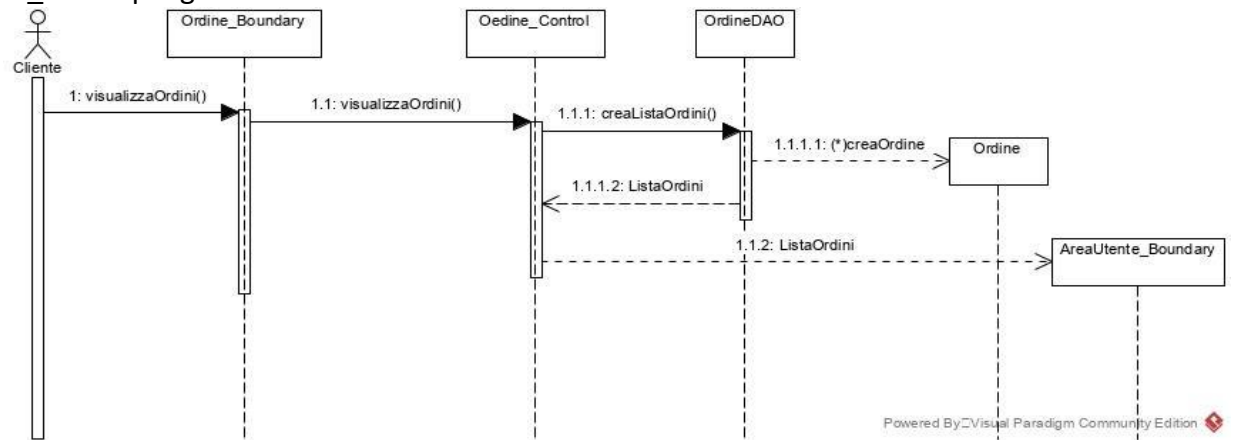 Ordine_Boundary
Oedine_Control
OrdineDAO
Cliente
1: visualizzaOrdini()
1.1: visualizzaOrdini()
1.1.1: creaListaOrdini()
1.1.1.1: (*)creaOrdine
Ordine
1.1.1.2: ListaOrdini
1.1.2: ListaOrdini
AreaUtente_Boundary
Powered By Visual Paradigm Community Edition